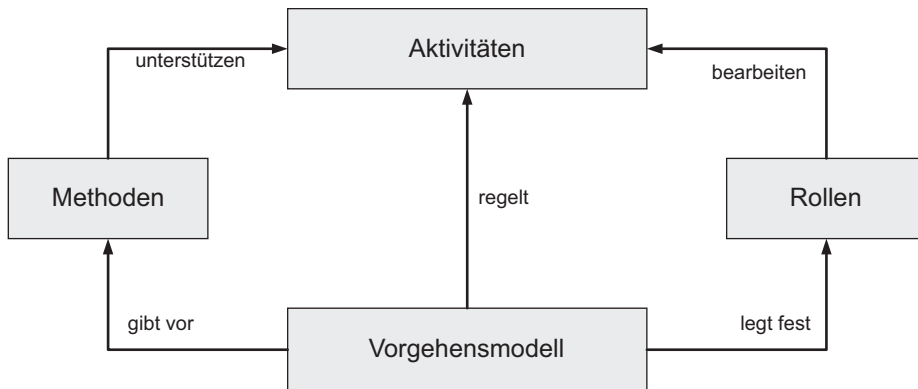 Aktivitäten
unterstützen
bearbeiten
Methoden
regelt
Rollen
gibt vor
Vorgehensmodell
legt fest